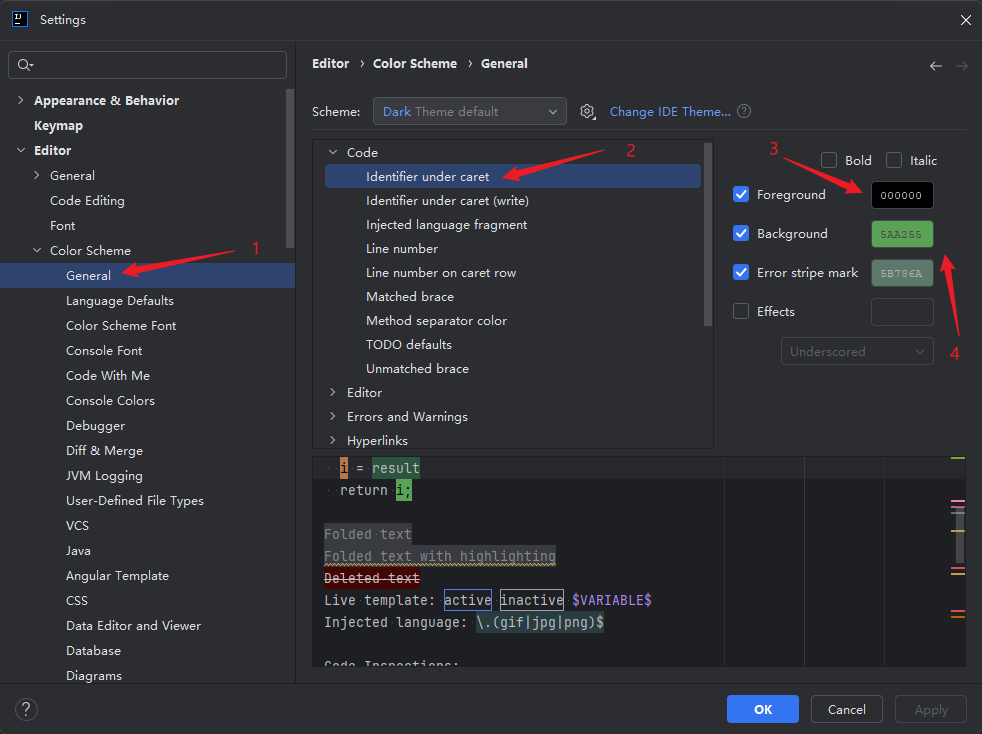 Settings
Appearance & Behavior
Keymap
Editor
General
Code Editing
Font
Color Scheme
1
General
Language Defaults
Color Scheme Font
Console Font
Code With Me
Console Colors
Debugger
Diff & Merge
JVM Logging
User-Defined File Types
VCS
Java
Angular Template
CSS
Data Editor and Viewer
Database
Diagrams
Editor › Color Scheme › General
Scheme: Dark Theme default Change IDE Theme... ?
Code
Identifier under caret
2
Identifier under caret (write)
Injected language fragment
Line number
Line number on caret row
Matched brace
Method separator color
TODO defaults
Unmatched brace
Editor
Errors and Warnings
Hyperlinks
3
Bold Italic
Foreground 000000
Background 5AA255
Error stripe mark 5B786A
Effects
4
Underscored
i = result
return i;
Folded text
Folded text with highlighting
Deleted text
Live template: active inactive $VARIABLE$
Injected language: \.(gif|jpg|png)$
Code Inspections:
? OK Cancel Apply